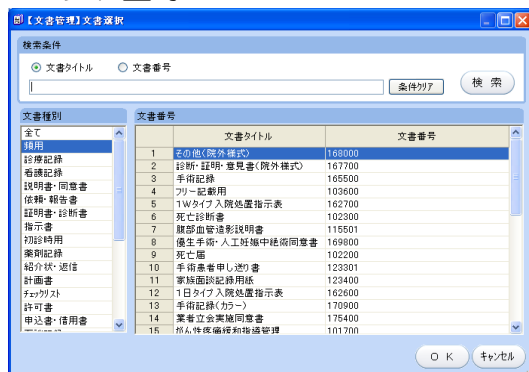 【文書管理】文書選択
検索条件
文書タイトル 文書番号
条件クリア 検 索
文書種別
全て
頻用
診療記録
看護記録
説明書・同意書
依頼・報告書
証明書・診断書
指示書
初診時用
薬剤記録
紹介状・返信
計画書
チェックリスト
許可書
申込書・借用書
文書番号
文書タイトル 文書番号
1 その他(院外様式) 168000
2 診断・証明・意見書(院外様式) 167700
3 手術記録 165500
4 フリー記載用 103600
5 1Wタイプ入院処置指示表 162700
6 死亡診断書 102300
7 腹部血管造影説明書 115501
8 優生手術・人工妊娠中絶術同意書 169800
9 死亡届 102200
10 手術患者申し送り書 123301
11 家族面談記録用紙 123400
12 1日タイプ入院処置指示表 162600
13 手術記録(カラー) 170900
14 業者立会実施同意書 175400
15 がん性疼痛緩和指導管理 101700
OK キャンセル